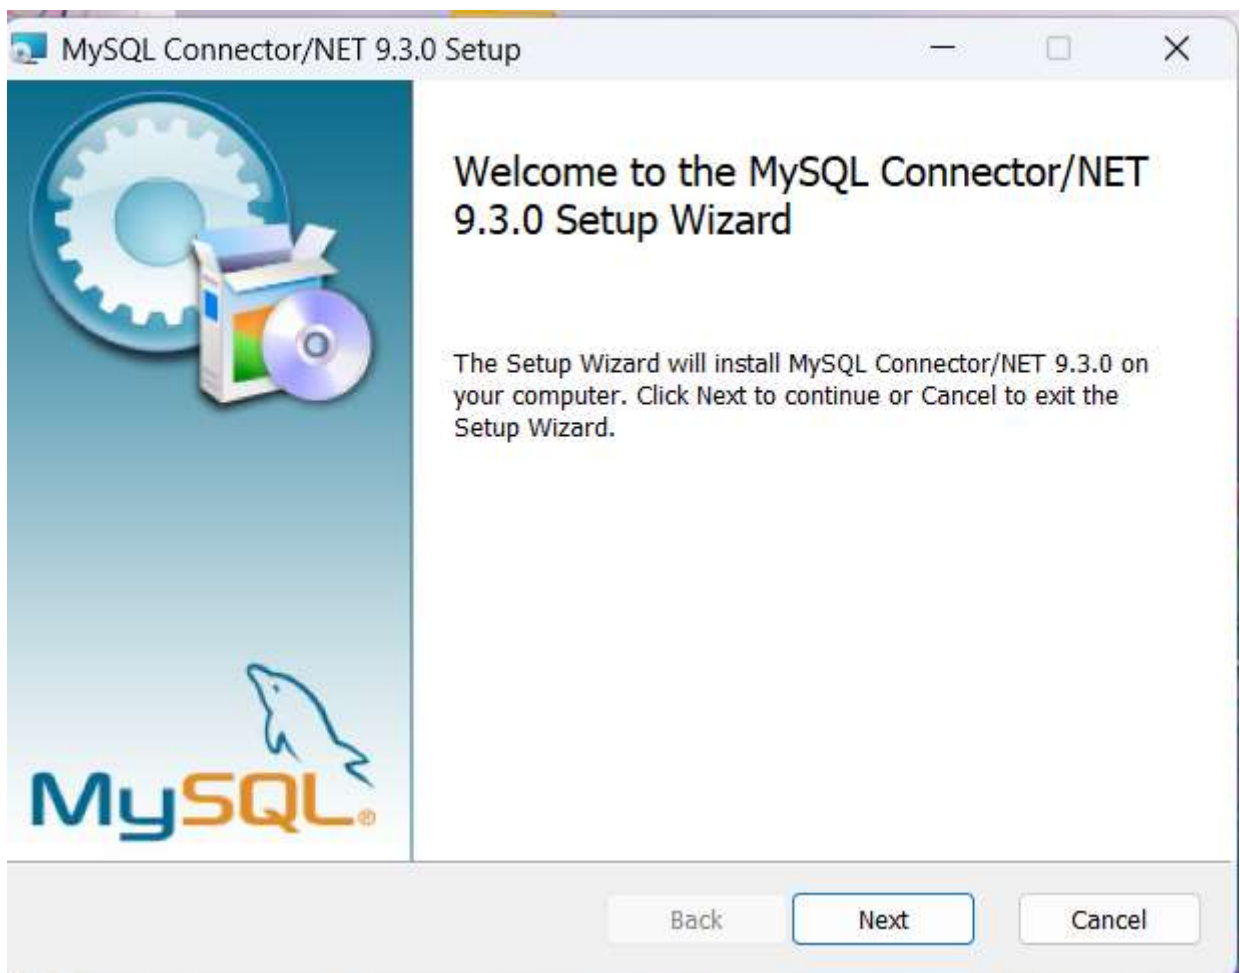 MySQL Connector/NET 9.3.0 Setup
Welcome to the MySQL Connector/NET
9.3.0 Setup Wizard
The Setup Wizard will install MySQL Connector/NET 9.3.0 on
your computer. Click Next to continue or Cancel to exit the
Setup Wizard.
MySQL®
Back
Next
Cancel